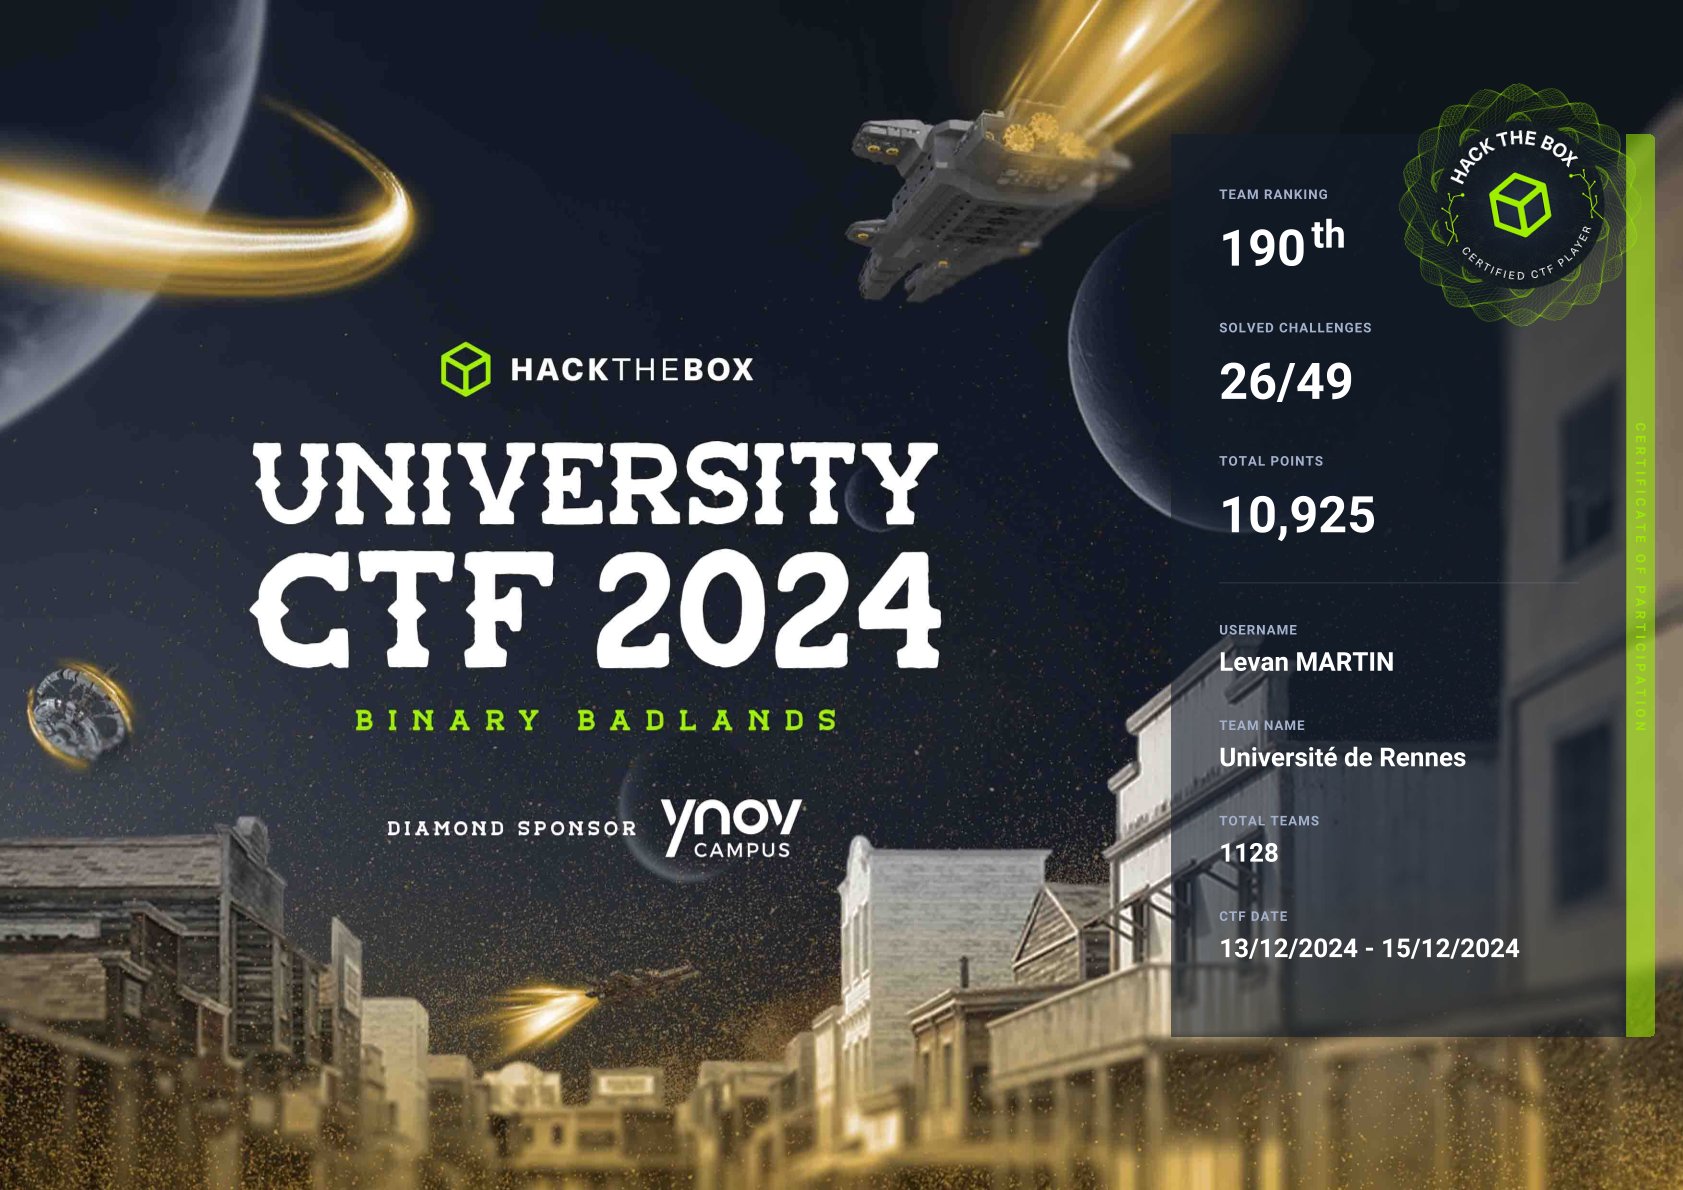 HACKTHEBOX
UNIVERSITY
CTF 2024
BINARY BADLANDS
DIAMOND SPONSOR
ynov
CAMPUS
HACK THE BOX
CERTIFIED CTF PLAYER
TEAM RANKING
190th
SOLVED CHALLENGES
26/49
TOTAL POINTS
10,925
USERNAME
Levan MARTIN
TEAM NAME
Université de Rennes
TOTAL TEAMS
1128
CTF DATE
13/12/2024 - 15/12/2024
CERTIFICATE OF PARTICIPATION